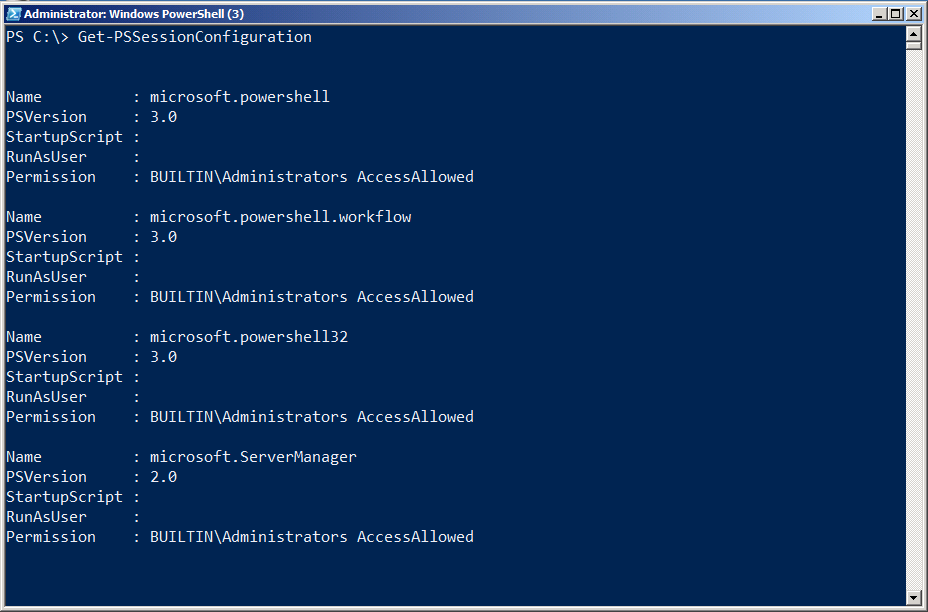 Administrator: Windows PowerShell (3)
PS C:\> Get-PSSessionConfiguration
Name          : microsoft.powershell
PSVersion     : 3.0
StartupScript :
RunAsUser     :
Permission    : BUILTIN\Administrators AccessAllowed
Name          : microsoft.powershell.workflow
PSVersion     : 3.0
StartupScript :
RunAsUser     :
Permission    : BUILTIN\Administrators AccessAllowed
Name          : microsoft.powershell32
PSVersion     : 3.0
StartupScript :
RunAsUser     :
Permission    : BUILTIN\Administrators AccessAllowed
Name          : microsoft.ServerManager
PSVersion     : 2.0
StartupScript :
RunAsUser     :
Permission    : BUILTIN\Administrators AccessAllowed